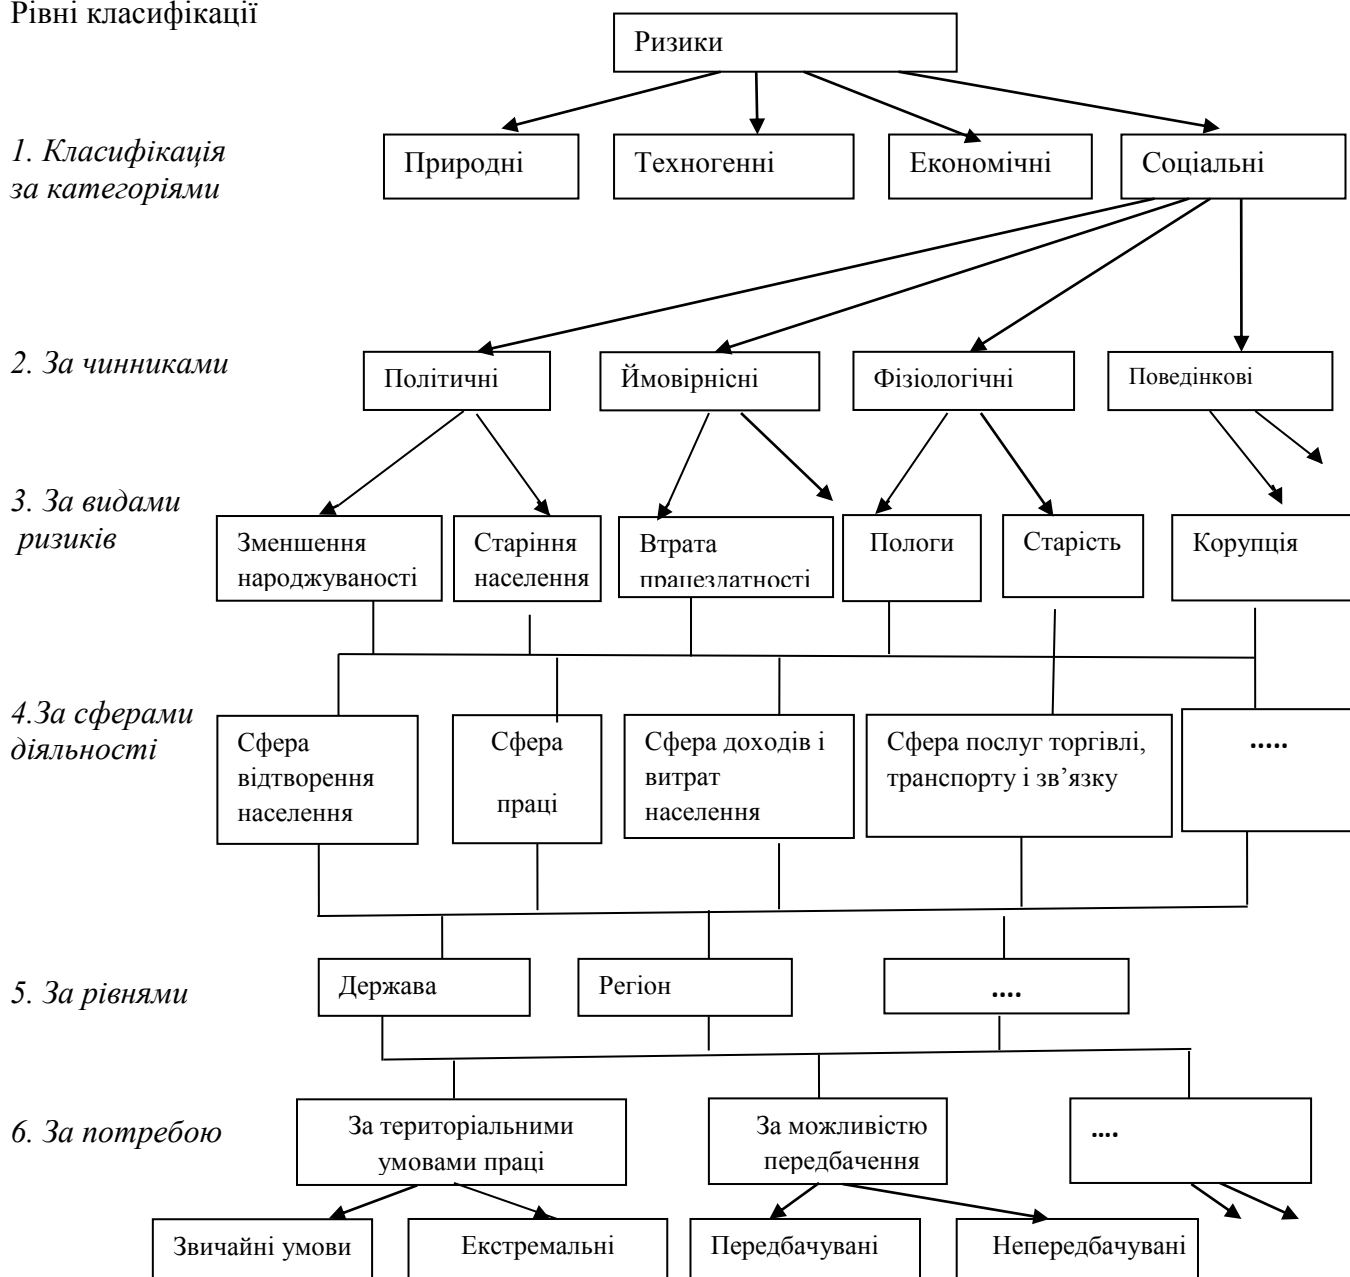 Рівні класифікації
Ризики
1. Класифікація
за категоріями
Природні
Техногенні
Економічні
Соціальні
2. За чинниками
Політичні
Ймовірнісні
Фізіологічні
Поведінкові
3. За видами
ризиків
Зменшення
народжуваності
Старіння
населення
Втрата
працездатності
Пологи
Старість
Корупція
4.За сферами
діяльності
Сфера
відтворення
населення
Сфера
праці
Сфера доходів і
витрат
населення
Сфера послуг торгівлі,
транспорту і зв’язку
.....
5. За рівнями
Держава
Регіон
....
6. За потребою
За територіальними
умовами праці
За можливістю
передбачення
....
Звичайні умови
Екстремальні
Передбачувані
Непередбачувані